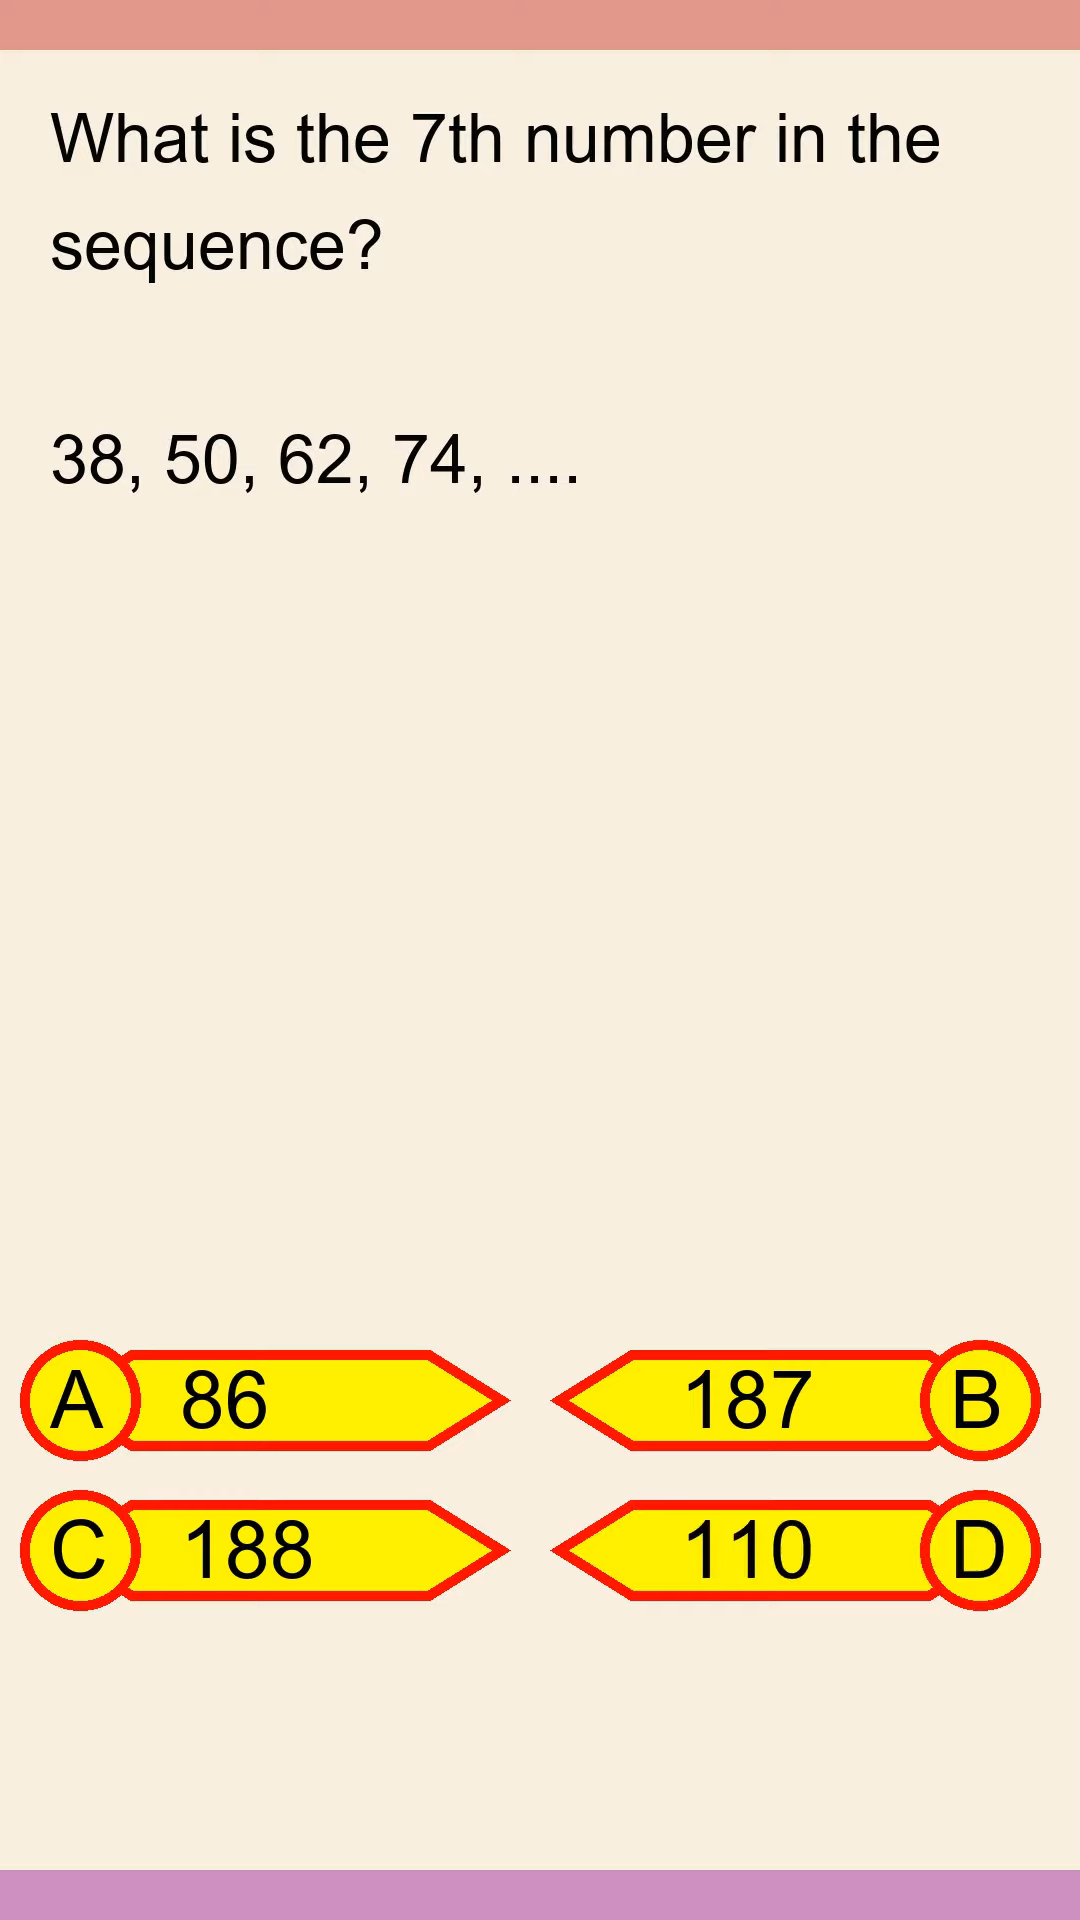 What is the 7th number in the
sequence?
38, 50, 62, 74, ....
A 86
187 B
C 188
110 D